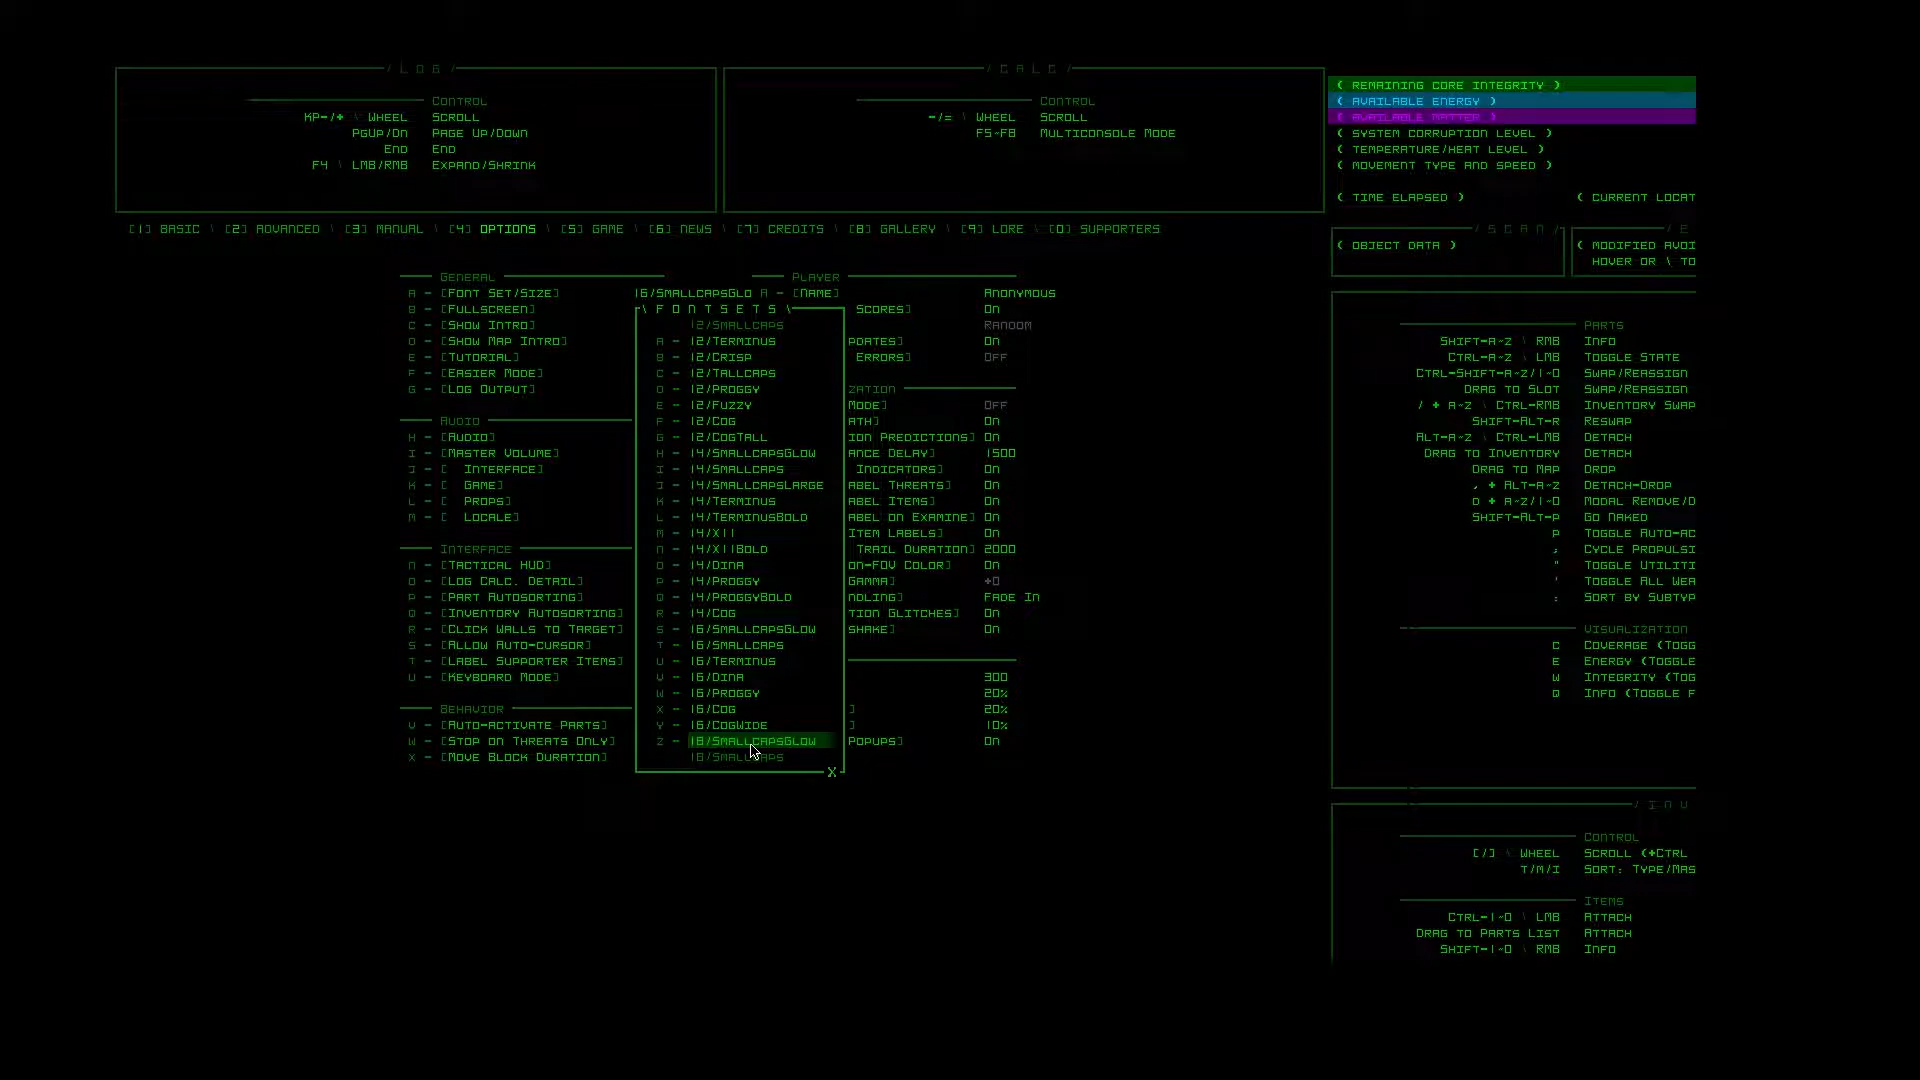 / L O G /
CONTROL
KP-/+ \ WHEEL SCROLL
PGUP/DN PAGE UP/DOWN
END END
F4 \ LMB/RMB EXPAND/SHRINK
/ C A L C /
CONTROL
-/= \ WHEEL SCROLL
F5~F8 MULTICONSOLE MODE
( REMAINING CORE INTEGRITY )
( AVAILABLE ENERGY )
( AVAILABLE MATTER )
( SYSTEM CORRUPTION LEVEL )
( TEMPERATURE/HEAT LEVEL )
( MOVEMENT TYPE AND SPEED )
( TIME ELAPSED ) ( CURRENT LOCAT
[1] BASIC \ [2] ADVANCED \ [3] MANUAL \ [4] OPTIONS \ [5] GAME \ [6] NEWS \ [7] CREDITS \ [8] GALLERY \ [9] LORE \ [0] SUPPORTERS
/ S C A N /
( OBJECT DATA )
/ E
( MODIFIED AVOI
HOVER OR \ TO
GENERAL
A - [FONT SET/SIZE] 16/SMALLCAPSGLO
B - [FULLSCREEN]
C - [SHOW INTRO]
D - [SHOW MAP INTRO]
E - [TUTORIAL]
F - [EASIER MODE]
G - [LOG OUTPUT]
AUDIO
H - [AUDIO]
I - [MASTER VOLUME]
J - [ INTERFACE]
K - [ GAME]
L - [ PROPS]
M - [ LOCALE]
INTERFACE
N - [TACTICAL HUD]
O - [LOG CALC. DETAIL]
P - [PART AUTOSORTING]
Q - [INVENTORY AUTOSORTING]
R - [CLICK WALLS TO TARGET]
S - [ALLOW AUTO-CURSOR]
T - [LABEL SUPPORTER ITEMS]
U - [KEYBOARD MODE]
BEHAVIOR
V - [AUTO-ACTIVATE PARTS]
W - [STOP ON THREATS ONLY]
X - [MOVE BLOCK DURATION]
\ F O N T S E T S \
12/SMALLCAPS
A - 12/TERMINUS
B - 12/CRISP
C - 12/TALLCAPS
D - 12/PROGGY
E - 12/FUZZY
F - 12/COG
G - 12/COGTALL
H - 14/SMALLCAPSGLOW
I - 14/SMALLCAPS
J - 14/SMALLCAPSLARGE
K - 14/TERMINUS
L - 14/TERMINUSBOLD
M - 14/X11
N - 14/X11BOLD
O - 14/DINA
P - 14/PROGGY
Q - 14/PROGGYBOLD
R - 14/COG
S - 16/SMALLCAPSGLOW
T - 16/SMALLCAPS
U - 16/TERMINUS
V - 16/DINA
W - 16/PROGGY
X - 16/COG
Y - 16/COGWIDE
Z - 18/SMALLCAPSGLOW
18/SMALLCAPS
X
PLAYER
A - [NAME] ANONYMOUS
SCORES] ON
RANDOM
PDATES] ON
ERRORS] OFF
ZATION
MODE] OFF
ATH] ON
ION PREDICTIONS] ON
ANCE DELAY] 1500
INDICATORS] ON
ABEL THREATS] ON
ABEL ITEMS] ON
ABEL ON EXAMINE] ON
ITEM LABELS] ON
TRAIL DURATION] 2000
ON-FOV COLOR] ON
GAMMA] +0
NDLING] FADE IN
TION GLITCHES] ON
SHAKE] ON
300
20%
] 20%
] 10%
POPUPS] ON
PARTS
SHIFT-A~Z \ RMB INFO
CTRL-A~Z \ LMB TOGGLE STATE
CTRL-SHIFT-A~Z/1~0 SWAP/REASSIGN
DRAG TO SLOT SWAP/REASSIGN
/ + A~Z \ CTRL-RMB INVENTORY SWAP
SHIFT-ALT-R RESWAP
ALT-A~Z \ CTRL-LMB DETACH
DRAG TO INVENTORY DETACH
DRAG TO MAP DROP
, + ALT-A~Z DETACH-DROP
D + A~Z/1~0 MODAL REMOVE/D
SHIFT-ALT-P GO NAKED
P TOGGLE AUTO-AC
; CYCLE PROPULSI
" TOGGLE UTILITI
' TOGGLE ALL WEA
: SORT BY SUBTYP
VISUALIZATION
C COVERAGE (TOGG
E ENERGY (TOGGLE
W INTEGRITY (TOG
Q INFO (TOGGLE F
/ I N V
CONTROL
[/] \ WHEEL SCROLL (+CTRL
T/M/I SORT: TYPE/MAS
ITEMS
CTRL-1~0 \ LMB ATTACH
DRAG TO PARTS LIST ATTACH
SHIFT-1~0 \ RMB INFO